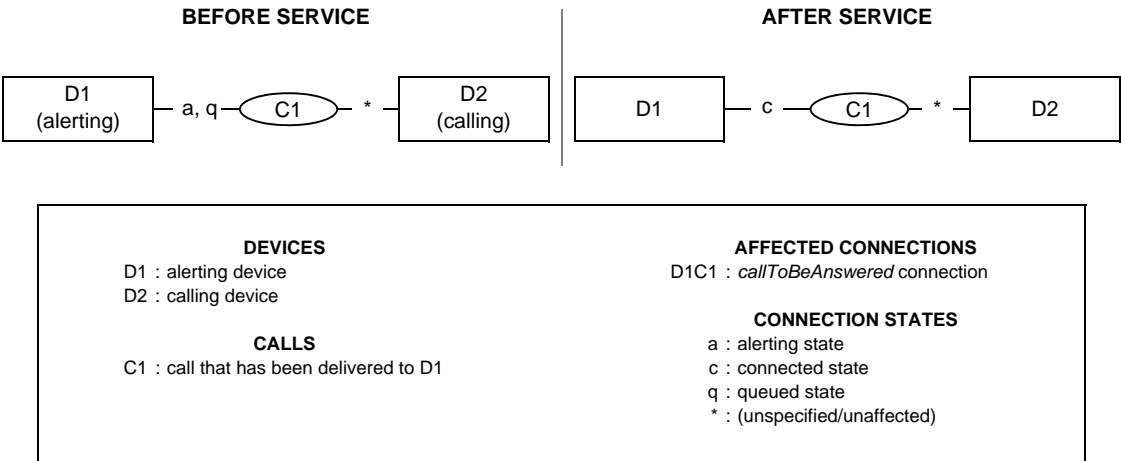 BEFORE SERVICE
AFTER SERVICE
D1
(alerting)
a, q
C1
*
D2
(calling)
D1
c
C1
*
D2
DEVICES
D1 : alerting device
D2 : calling device
CALLS
C1 : call that has been delivered to D1
AFFECTED CONNECTIONS
D1C1 : callToBeAnswered connection
CONNECTION STATES
a : alerting state
c : connected state
q : queued state
* : (unspecified/unaffected)